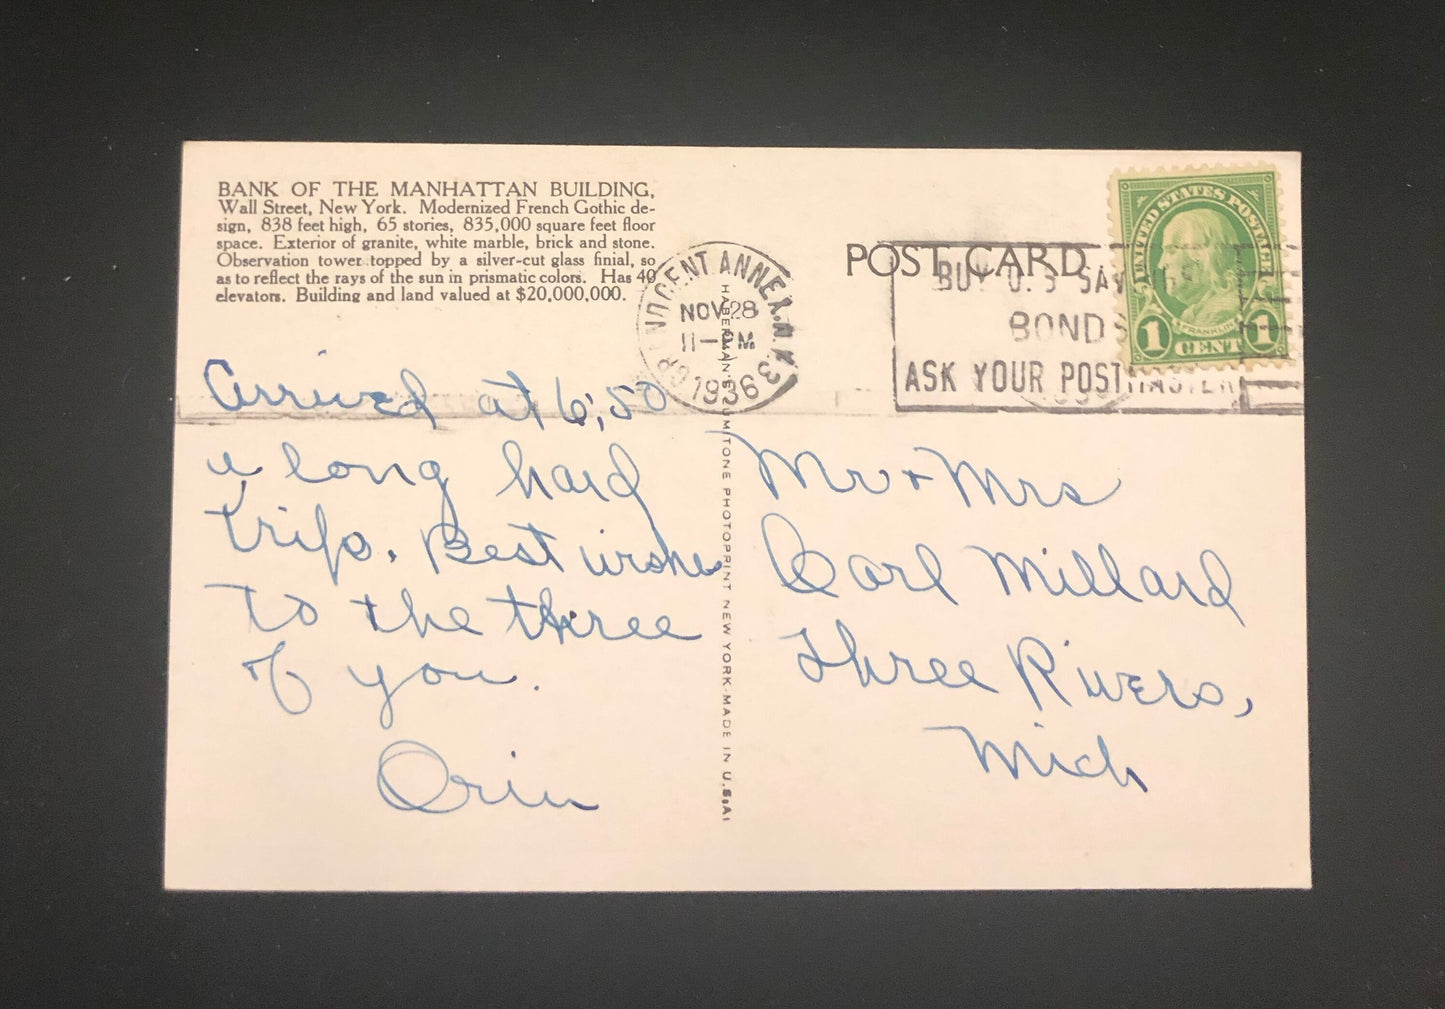 BANK OF THE MANHATTAN BUILDING,
Wall Street, New York. Modernized French Gothic de-
sign, 838 feet high, 65 stories, 835,000 square feet floor
space. Exterior of granite, white marble, brick and stone.
Observation tower topped by a silver-cut glass finial, so
as to reflect the rays of the sun in prismatic colors. Has 40
elevators. Building and land valued at $20,000,000.
ANNEX. N.Y.
NOV 28
11-PM
1936
3
POST CARD
BUY U.S SAVINGS
BONDS
ASK YOUR POSTMASTER
UNITED STATES POSTAGE
FRANKLIN
1 CENT 1
Arrived at 6;50
a long hard
trip. Best wishes
to the three
of you.
Orin
HABERMAN'S LUMITONE PHOTOPRINT NEW YORK-MADE IN U.S.A.
Mr + Mrs
Carl Millard
Three Rivers,
Mich